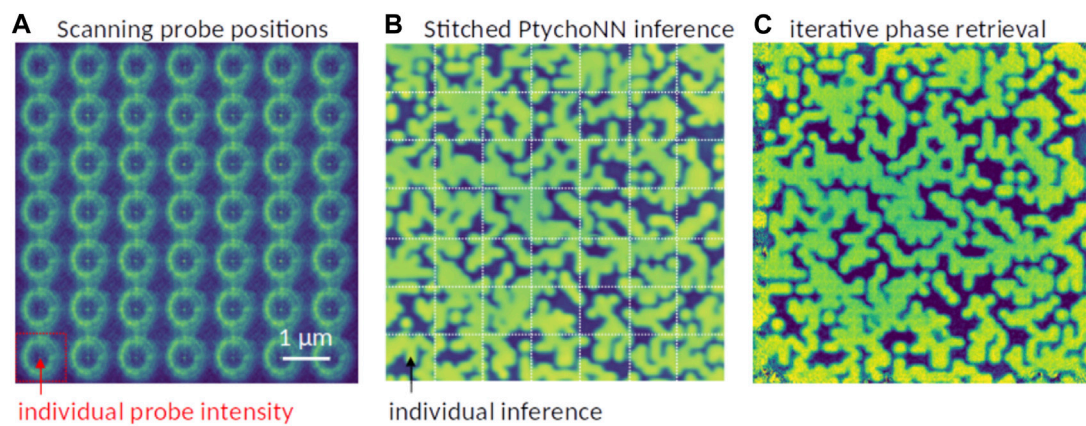 A Scanning probe positions
B Stitched PtychoNN inference
C iterative phase retrieval
1 µm
individual probe intensity
individual inference